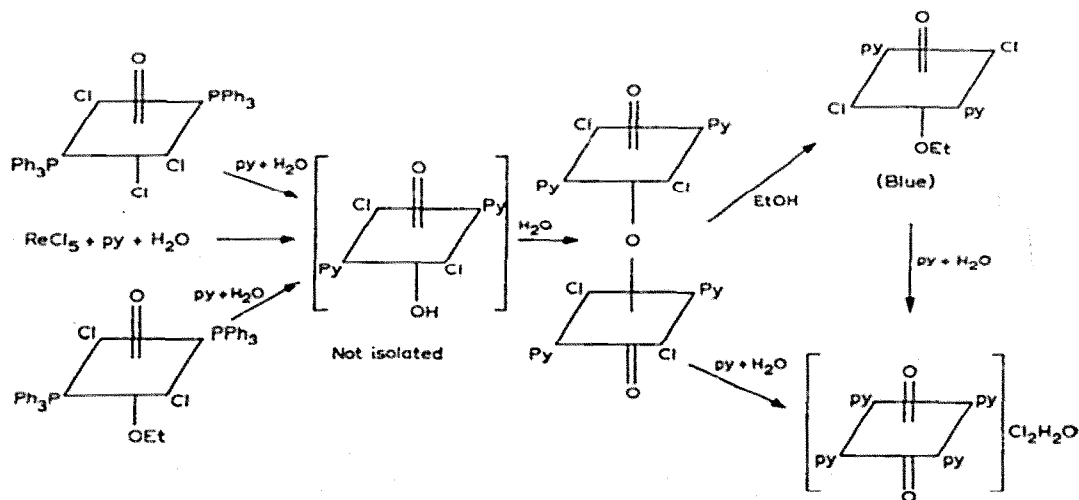 O
Cl
PPh3
Ph3P
Cl
Cl
py + H2O
ReCl5 + py + H2O
py + H2O
O
Cl
PPh3
Ph3P
Cl
OEt
O
Cl
Py
Py
Cl
OH
Not isolated
H2O
O
Cl
Py
Py
Cl
O
Cl
Py
Py
Cl
O
EtOH
O
py
Cl
Cl
py
OEt
(Blue)
py + H2O
py + H2O
O
py
py
py
py
O
Cl2H2O